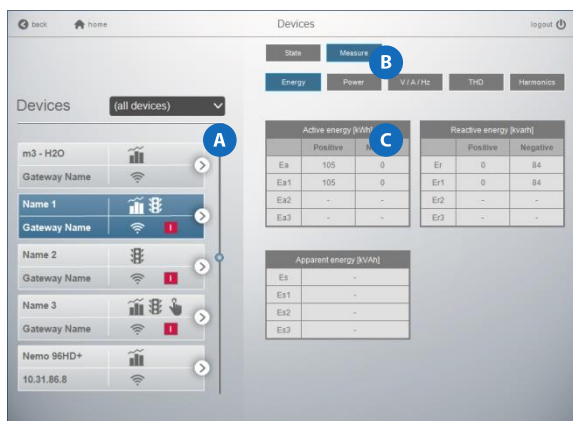 back home Devices logout
State Measure
B
Energy Power V / A / Hz THD Harmonics
Devices (all devices)
A
m3 - H2O
Gateway Name
Name 1
Gateway Name I
Name 2
Gateway Name I
Name 3
Gateway Name I
Nemo 96HD+
10.31.86.8
Active energy [kWh]
C
Positive
Ea 105 0
Ea1 105 0
Ea2 - -
Ea3 - -
Reactive energy [kvarh]
Positive Negative
Er 0 84
Er1 0 84
Er2 - -
Er3 - -
Apparent energy [kVAh]
Es -
Es1 -
Es2 -
Es3 -